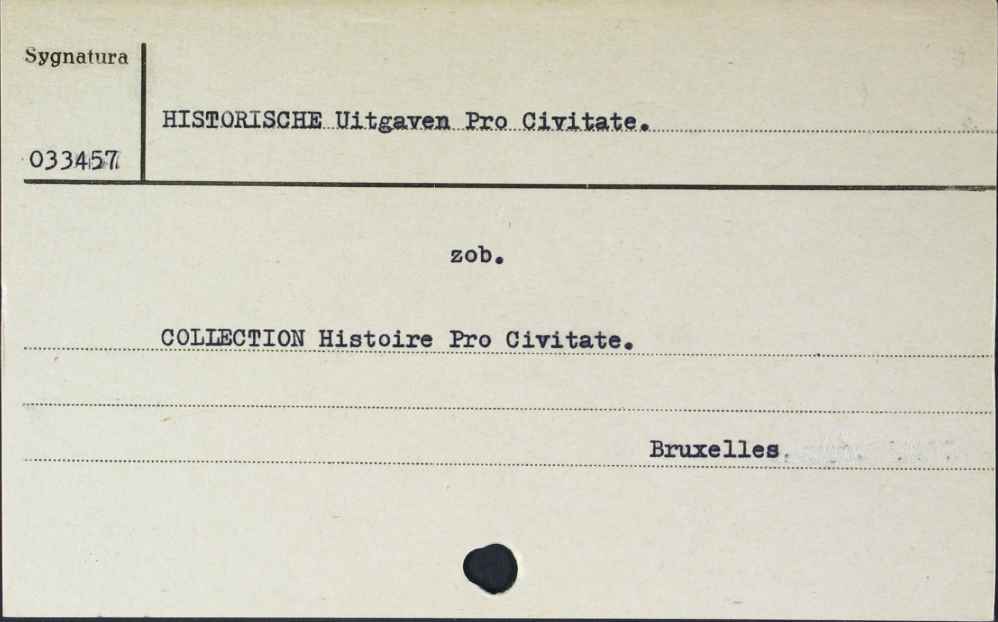 Sygnatura
HISTORISCHE Uitgaven Pro Civitate.
033457
zob.
COLLECTION Histoire Pro Civitate.
Bruxelles